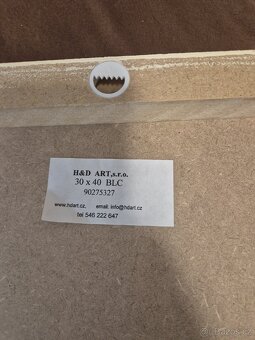 H&D ART,s.r.o.
30 x 40 BLC
90275327
www.hdart.cz email: info@hdart.cz
tel 546 222 647